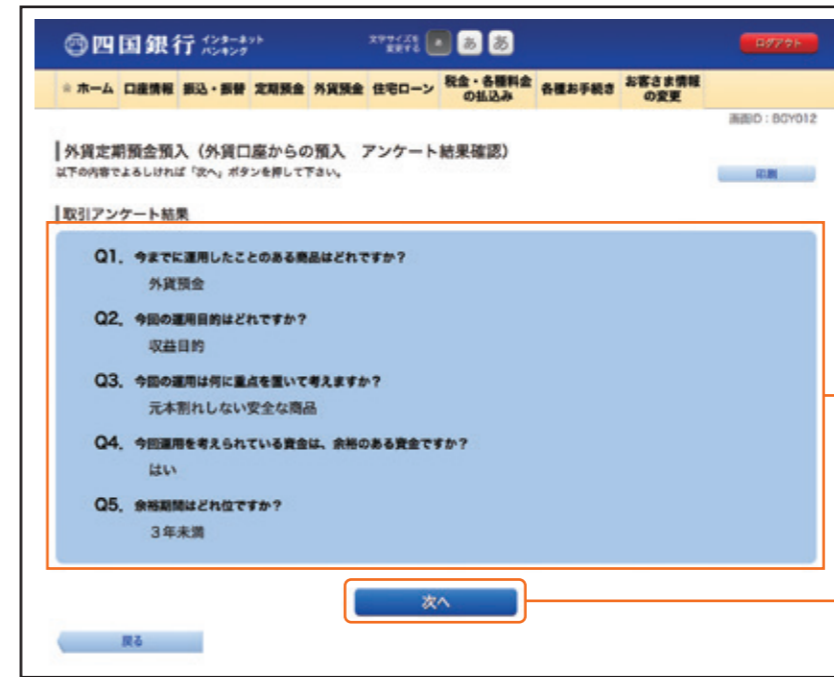 四国銀行 インターネット バンキング
文字サイズを変更する あ あ あ
ログアウト
ホーム 口座情報 振込・振替 定期預金 外貨預金 住宅ローン 税金・各種料金の払込み 各種お手続き お客さま情報の変更
画面ID：BGY012
外貨定期預金預入（外貨口座からの預入 アンケート結果確認）
以下の内容でよろしければ「次へ」ボタンを押して下さい。
印刷
取引アンケート結果
Q1. 今までに運用したことのある商品はどれですか？
外貨預金
Q2. 今回の運用目的はどれですか？
収益目的
Q3. 今回の運用は何に重点を置いて考えますか？
元本割れしない安全な商品
Q4. 今回運用を考えられている資金は、余裕のある資金ですか？
はい
Q5. 余裕期間はどれ位ですか？
３年未満
次へ
戻る